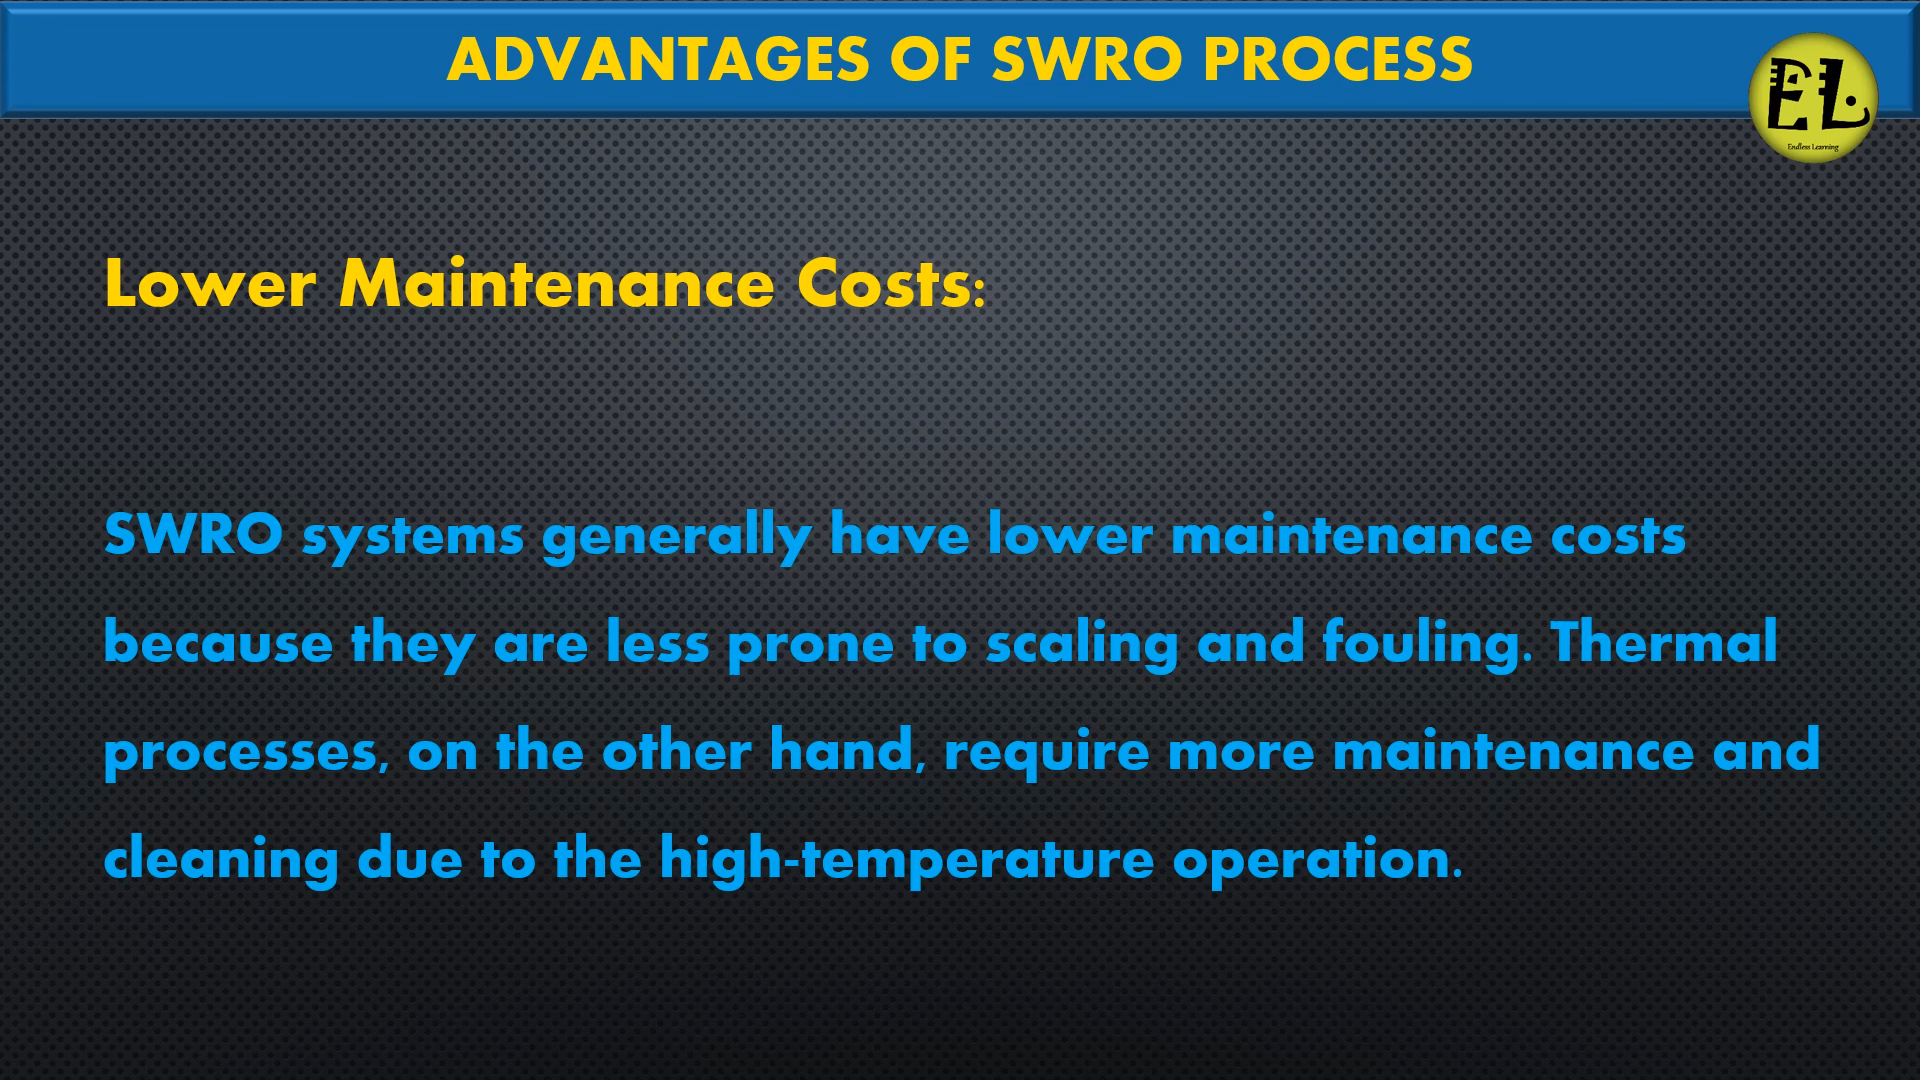 ADVANTAGES OF SWRO PROCESS
EL
Endless Learning
Lower Maintenance Costs:
SWRO systems generally have lower maintenance costs
because they are less prone to scaling and fouling. Thermal
processes, on the other hand, require more maintenance and
cleaning due to the high-temperature operation.